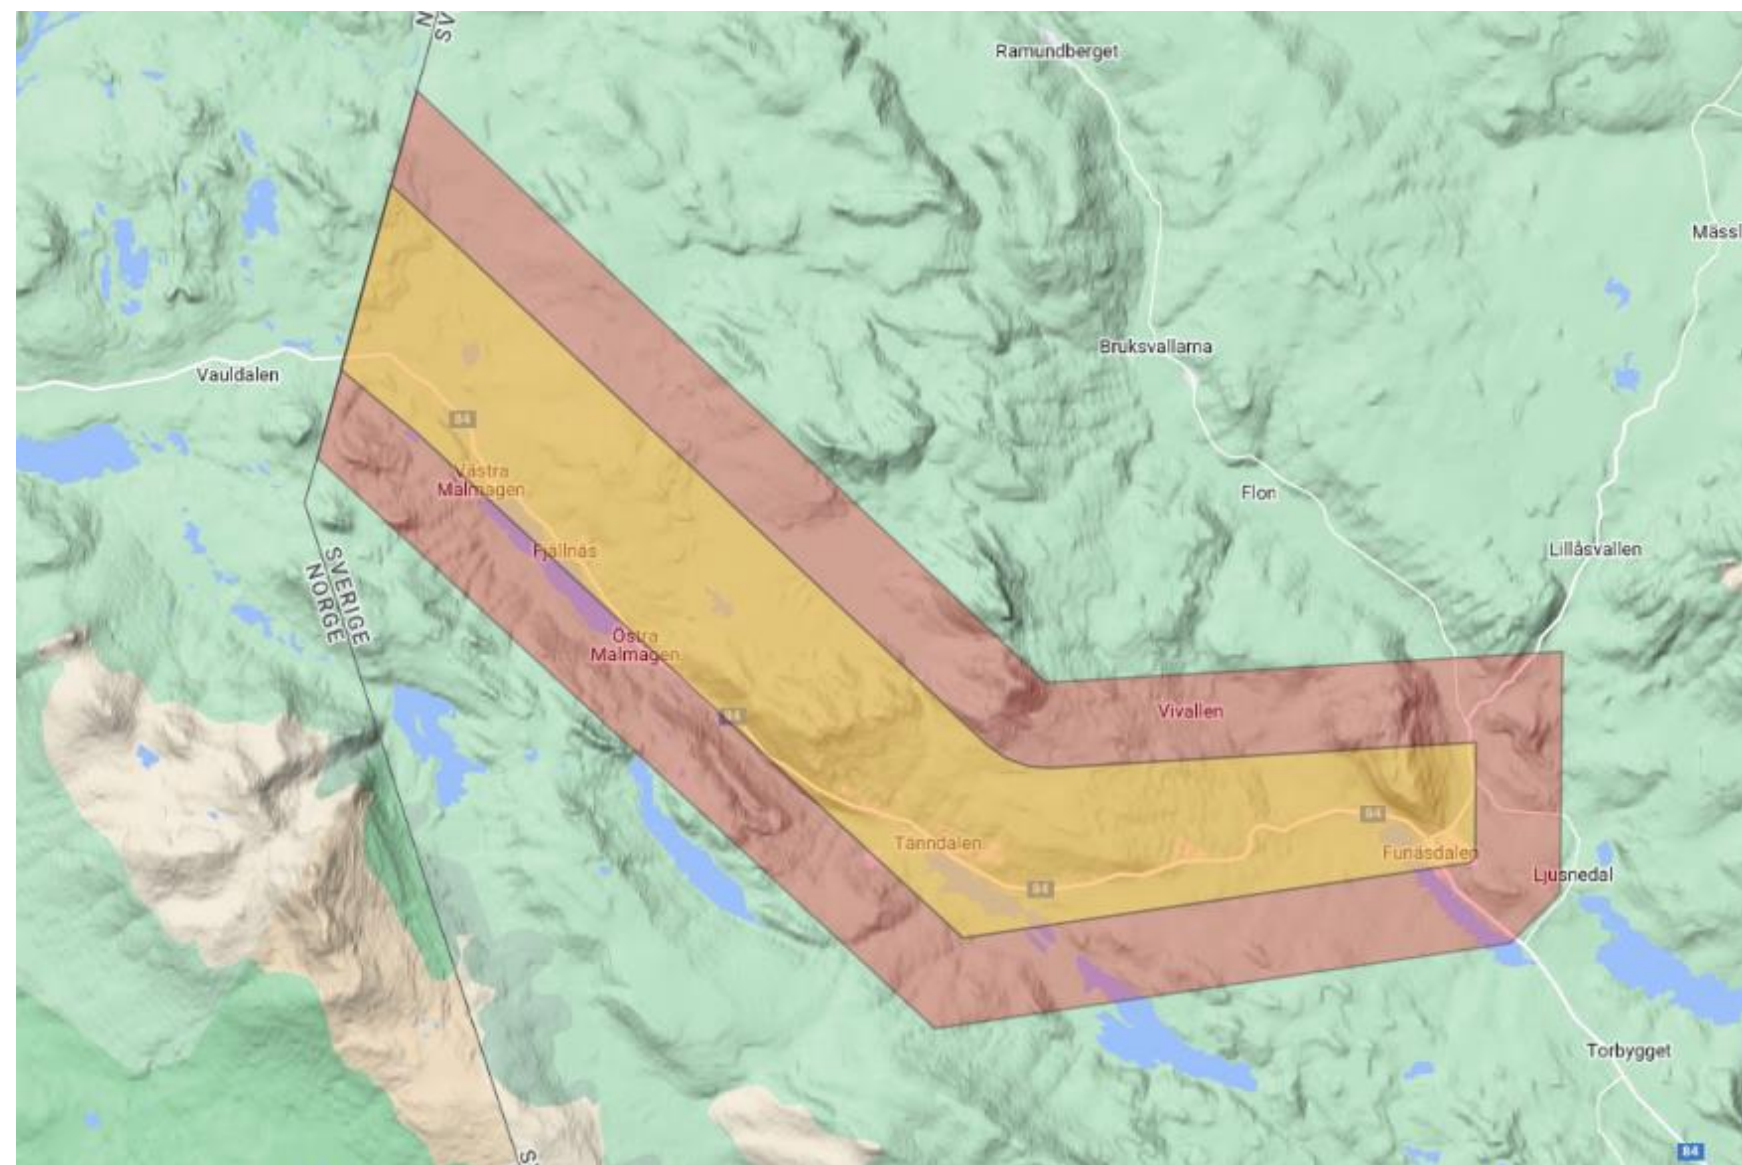 Ramundberget
Vauldalen
Bruksvallarna
84
Västra
Malmagen
Flon
Fjällnäs
Lillåsvallen
SVERIGE
NORGE
Östra
Malmagen
84
Vivallen
84
Tänndalen
Funäsdalen
84
Ljusnedal
Torbygget
84